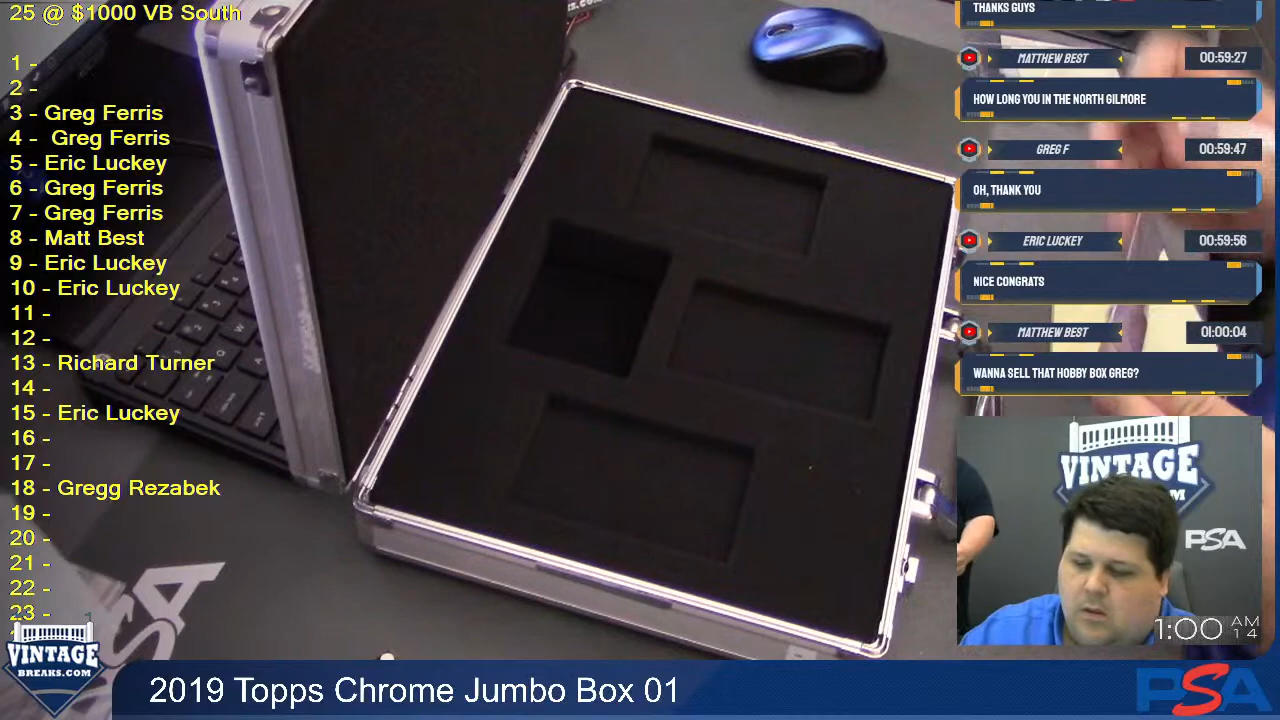 25 @ $1000 VB South
1 -
2 -
3 - Greg Ferris
4 - Greg Ferris
5 - Eric Luckey
6 - Greg Ferris
7 - Greg Ferris
8 - Matt Best
9 - Eric Luckey
10 - Eric Luckey
11 -
12 -
13 - Richard Turner
14 -
15 - Eric Luckey
16 -
17 -
18 - Gregg Rezabek
19 -
20 -
21 -
22 -
23 -
THANKS GUYS
MATTHEW BEST 00:59:27
HOW LONG YOU IN THE NORTH GILMORE
GREG F 00:59:47
OH, THANK YOU
ERIC LUCKEY 00:59:56
NICE CONGRATS
MATTHEW BEST 01:00:04
WANNA SELL THAT HOBBY BOX GREG?
VINTAGE
PSA
1:00 AM
14
VINTAGE
BREAKS.COM
2019 Topps Chrome Jumbo Box 01
PSA